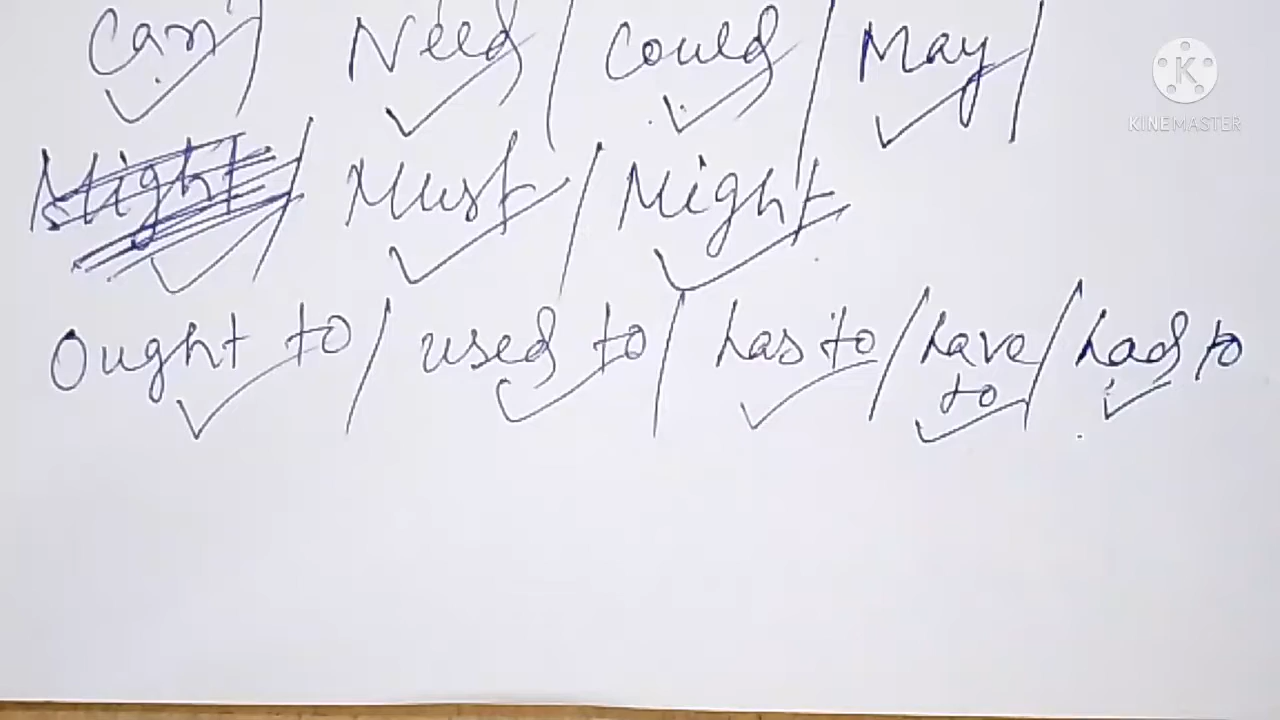 Can / Need / Could / May /
KINEMASTER
Might / Must / Might
Ought to / used to / has to / have to / had to